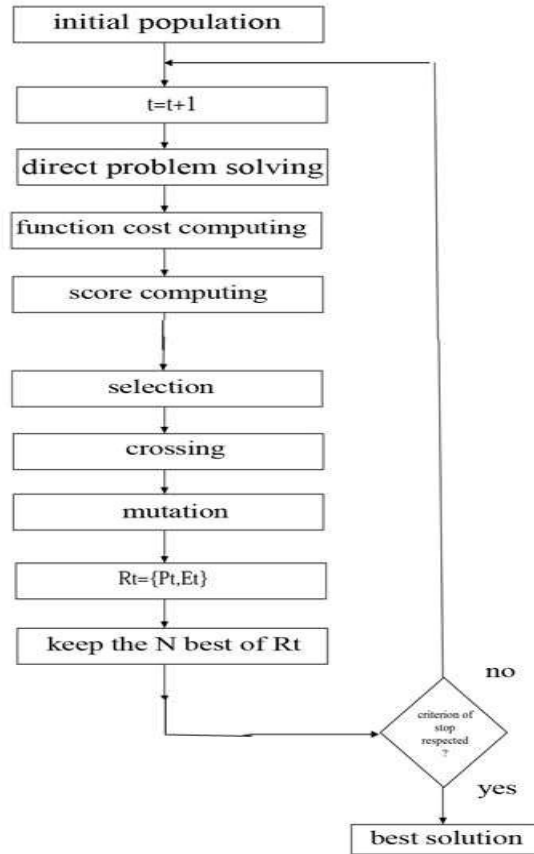 initial population
t=t+1
direct problem solving
function cost computing
score computing
selection
crossing
mutation
Rt={Pt,Et}
keep the N best of Rt
no
criterion of
stop
respected
?
yes
best solution